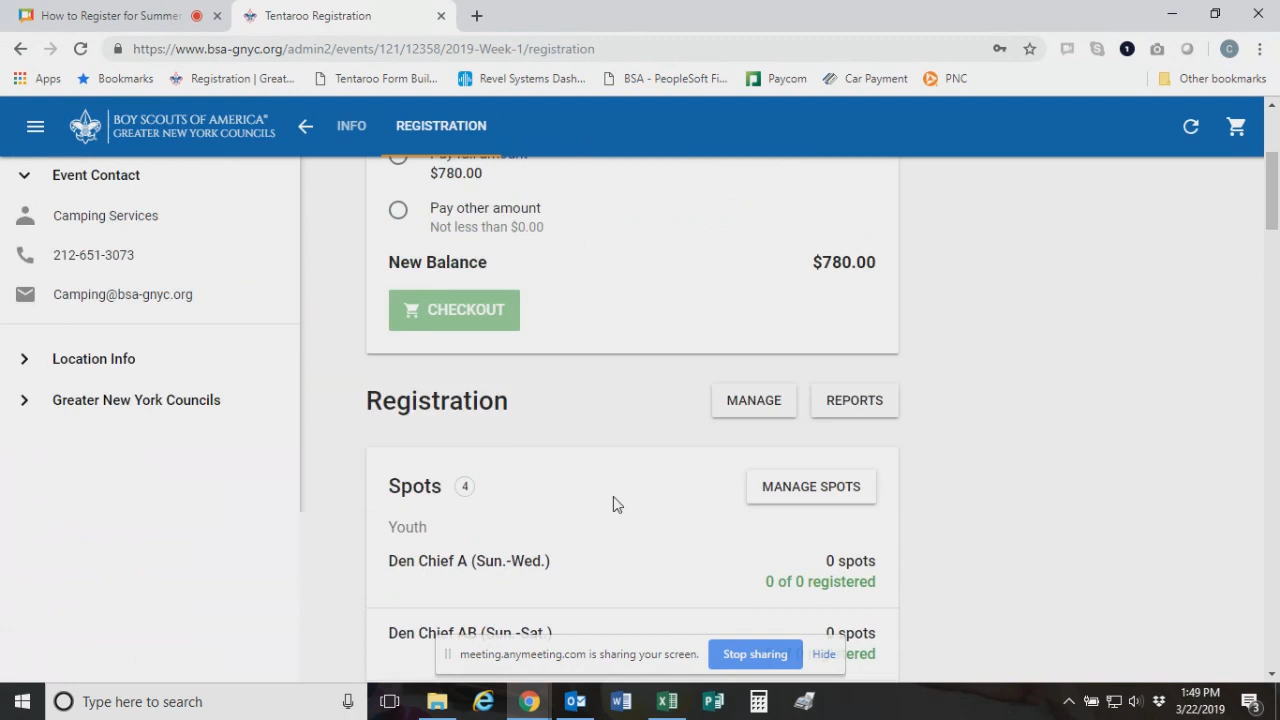 How to Register for Summer
Tentaroo Registration
https://www.bsa-gnyc.org/admin2/events/121/12358/2019-Week-1/registration
C
Apps
Bookmarks
Registration | Great...
Tentaroo Form Buil...
Revel Systems Dash...
BSA - PeopleSoft Fi...
Paycom
Car Payment
PNC
Other bookmarks
BOY SCOUTS OF AMERICA®
GREATER NEW YORK COUNCILS
INFO
REGISTRATION
Event Contact
Camping Services
212-651-3073
Camping@bsa-gnyc.org
Location Info
Greater New York Councils
Pay full amount
$780.00
Pay other amount
Not less than $0.00
New Balance
$780.00
CHECKOUT
Registration
MANAGE
REPORTS
Spots
4
MANAGE SPOTS
Youth
Den Chief A (Sun.-Wed.)
0 spots
0 of 0 registered
Den Chief AB (Sun.-Sat.)
0 spots
registered
meeting.anymeeting.com is sharing your screen.
Stop sharing
Hide
Type here to search
1:49 PM
3/22/2019
3